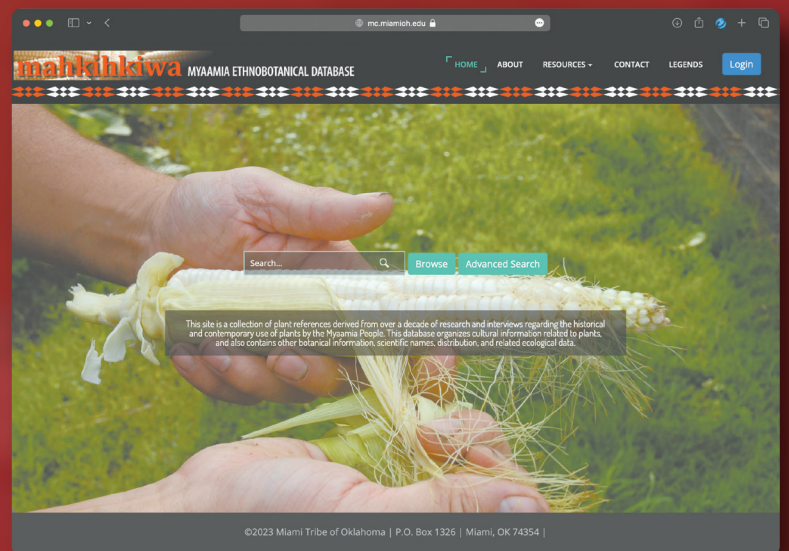 mc.miamioh.edu
mahkihkiwa MYAAMIA ETHNOBOTANICAL DATABASE
HOME ABOUT RESOURCES CONTACT LEGENDS Login
Search... Browse Advanced Search
This site is a collection of plant references derived from over a decade of research and interviews regarding the historical
and contemporary use of plants by the Myaamia People. This database organizes cultural information related to plants,
and also contains other botanical information, scientific names, distribution, and related ecological data.
©2023 Miami Tribe of Oklahoma | P.O. Box 1326 | Miami, OK 74354 |